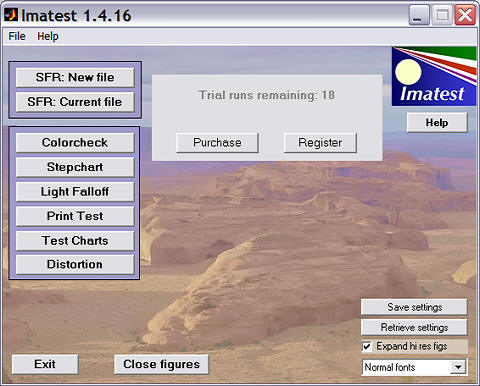 Imatest 1.4.16
File Help
SFR: New file
SFR: Current file
Trial runs remaining: 18
Purchase Register
Imatest
Help
Colorcheck
Stepchart
Light Falloff
Print Test
Test Charts
Distortion
Save settings
Retrieve settings
Expand hi res figs
Normal fonts
Exit
Close figures